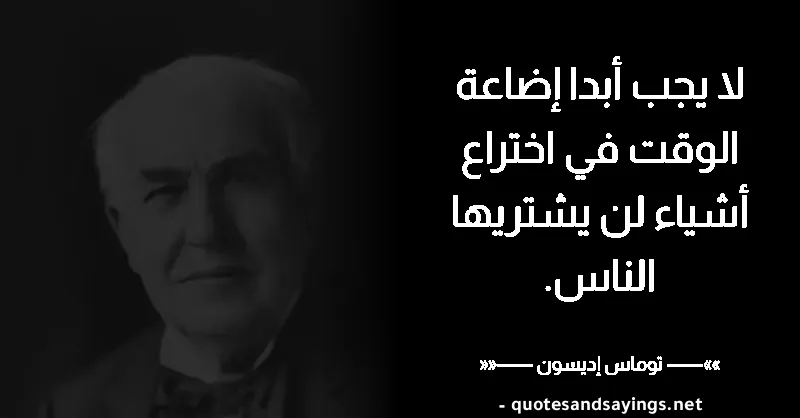 لا يجب أبدا إضاعة
الوقت في اختراع
أشياء لن يشتريها
الناس.
»»—— توماس إديسون ——««
- quotesandsayings.net